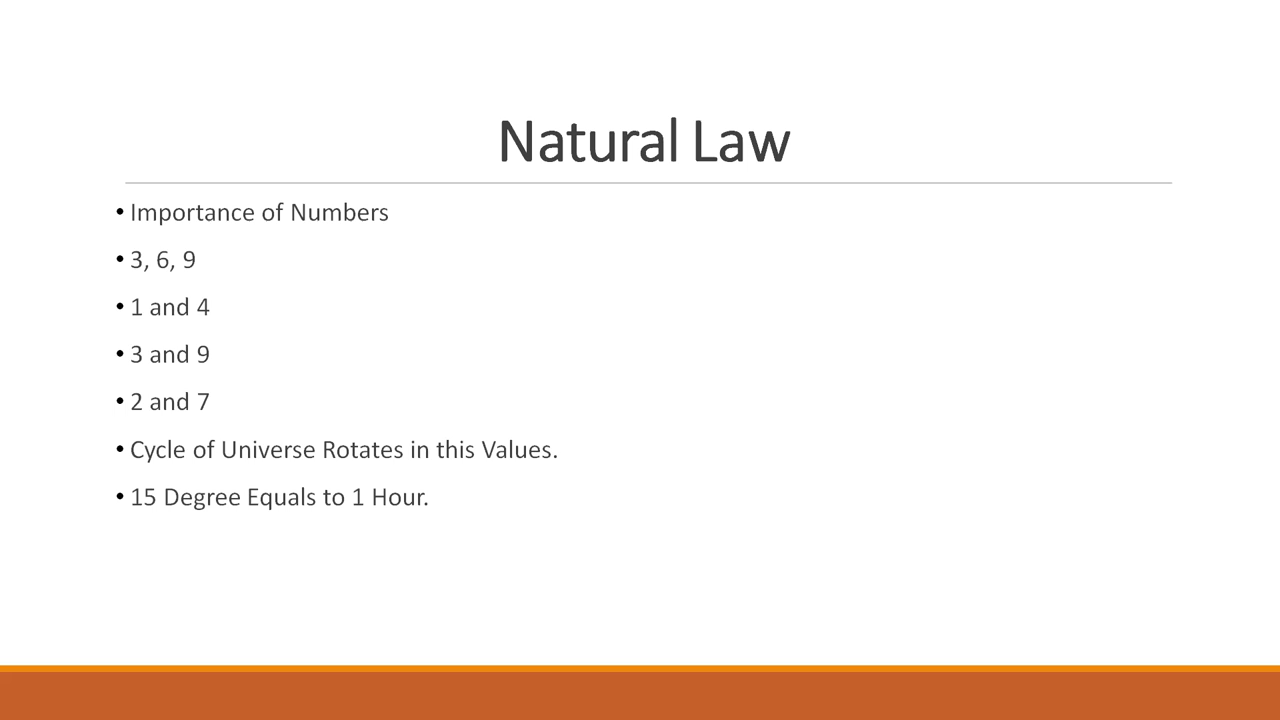 Natural Law
• Importance of Numbers
• 3, 6, 9
• 1 and 4
• 3 and 9
• 2 and 7
• Cycle of Universe Rotates in this Values.
• 15 Degree Equals to 1 Hour.